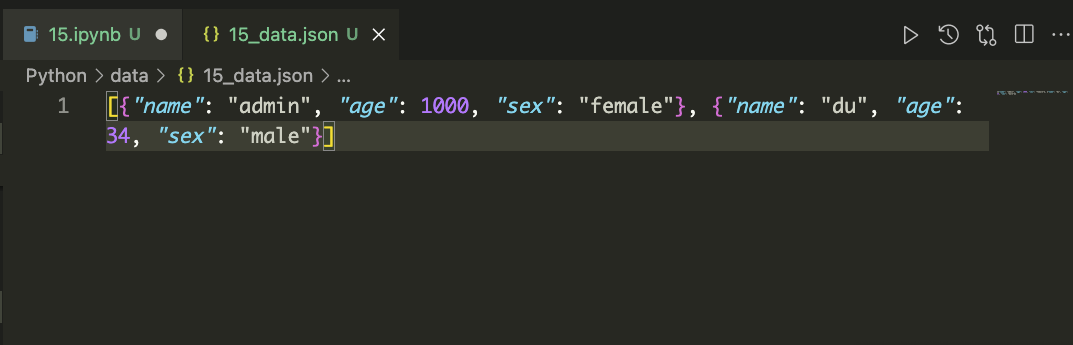 15.ipynb U
15_data.json U
Python > data > {} 15_data.json > ...
1 [{"name": "admin", "age": 1000, "sex": "female"}, {"name": "du", "age":
34, "sex": "male"}]